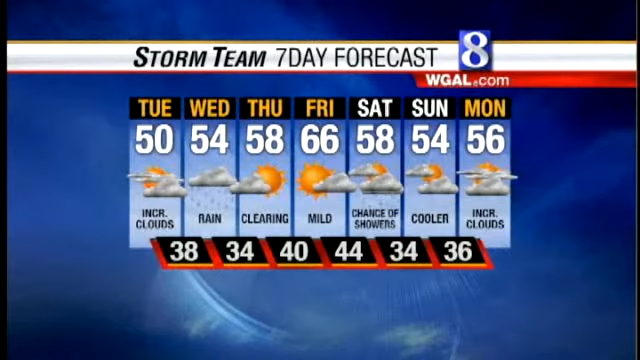 STORM TEAM 7DAY FORECAST 8
WGAL.com
TUE WED THU FRI SAT SUN MON
50 54 58 66 58 54 56
INCR. CLOUDS RAIN CLEARING MILD CHANCE OF SHOWERS COOLER INCR. CLOUDS
38 34 40 44 34 36